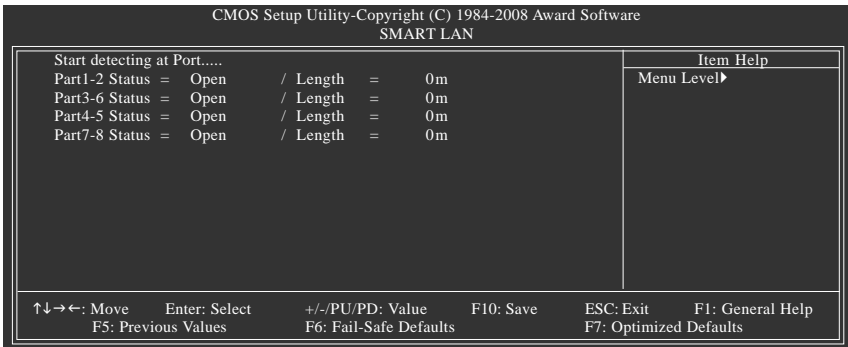 CMOS Setup Utility-Copyright (C) 1984-2008 Award Software
SMART LAN
Start detecting at Port.....
Part1-2 Status = Open / Length = 0m
Part3-6 Status = Open / Length = 0m
Part4-5 Status = Open / Length = 0m
Part7-8 Status = Open / Length = 0m
Item Help
Menu Level▶
↑↓→←: Move Enter: Select +/-/PU/PD: Value F10: Save ESC: Exit F1: General Help
F5: Previous Values F6: Fail-Safe Defaults F7: Optimized Defaults